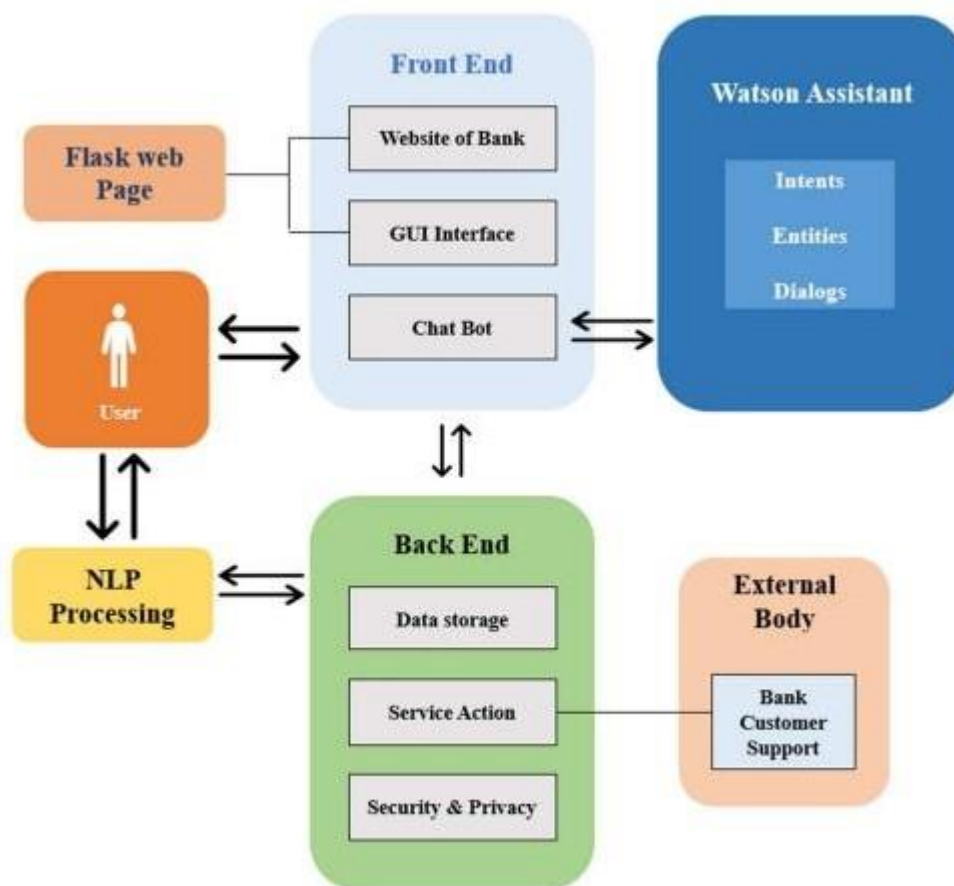 Front End
Website of Bank
GUI Interface
Chat Bot
Watson Assistant
Intents
Entities
Dialogs
Flask web
Page
User
NLP
Processing
Back End
Data storage
Service Action
Security & Privacy
External
Body
Bank
Customer
Support